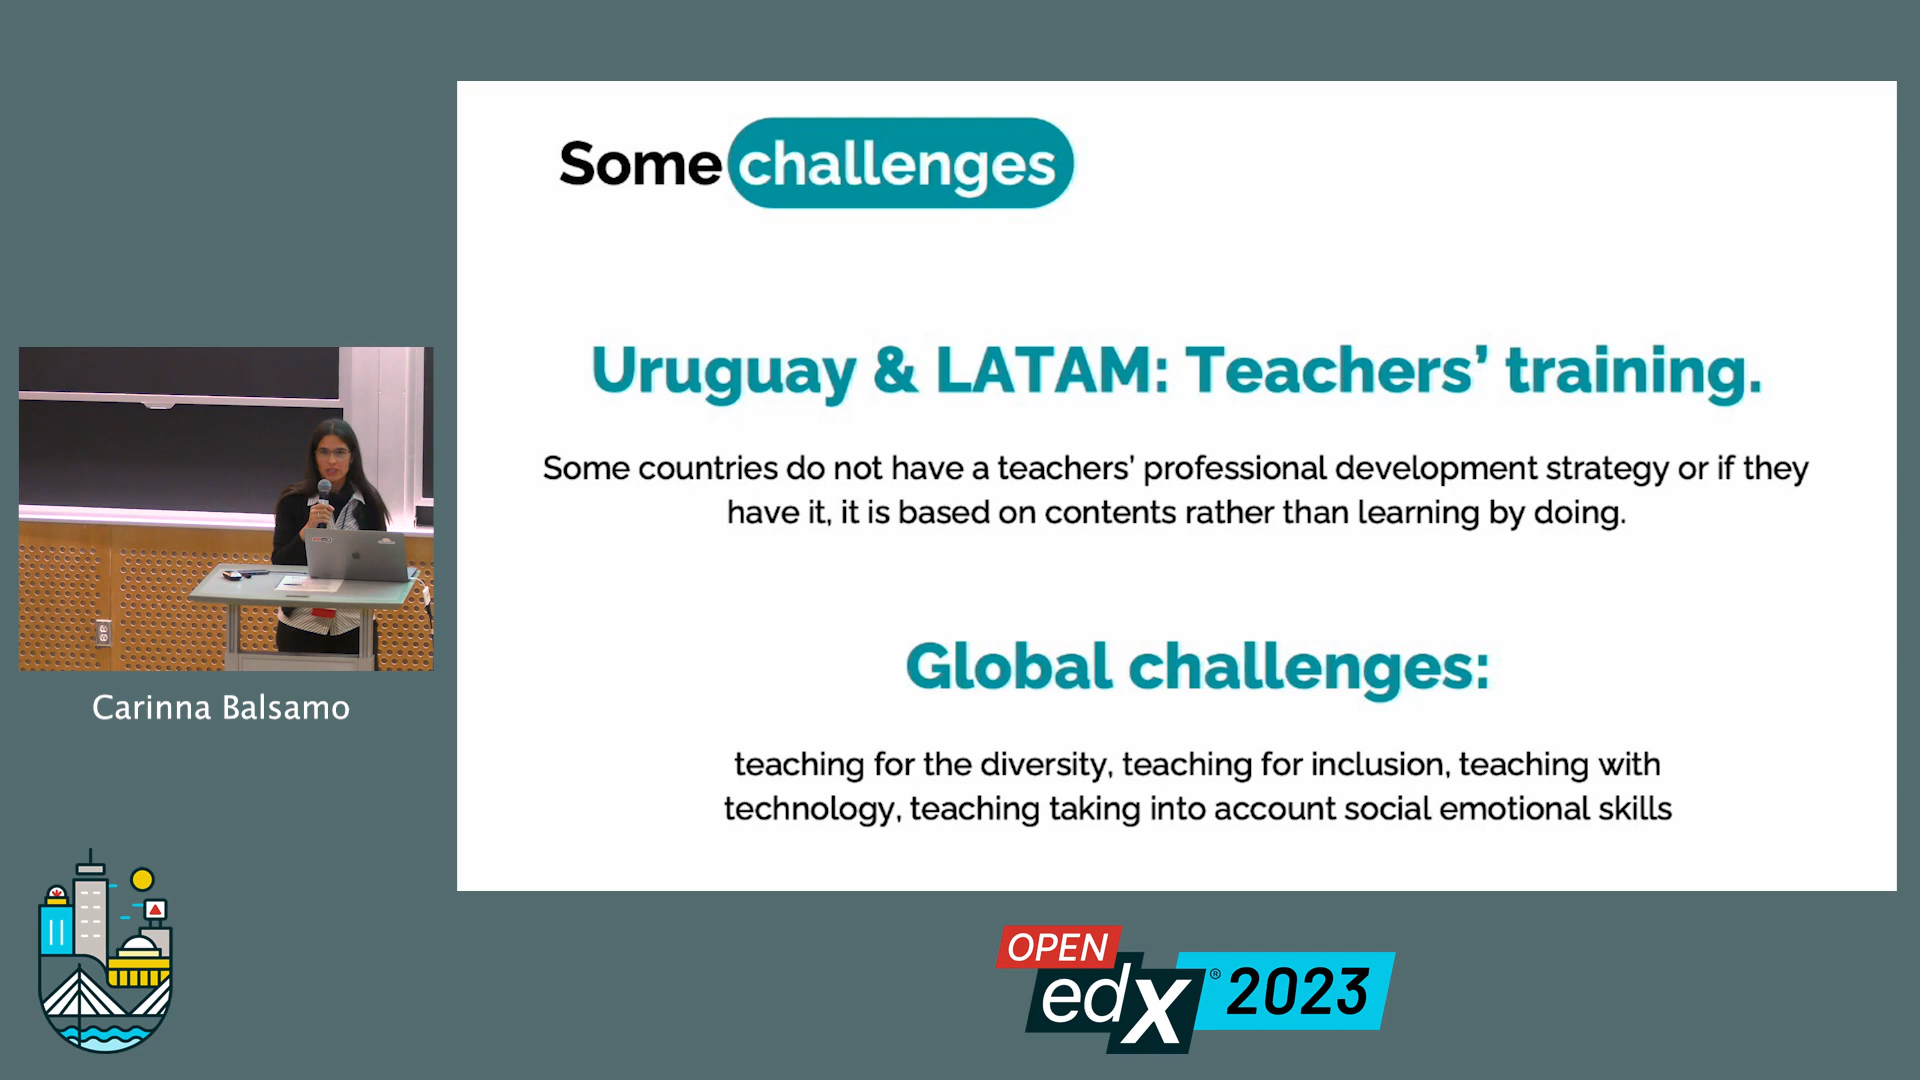 Some challenges
Uruguay & LATAM: Teachers' training.
Some countries do not have a teachers' professional development strategy or if they
have it, it is based on contents rather than learning by doing.
Global challenges:
teaching for the diversity, teaching for inclusion, teaching with
technology, teaching taking into account social emotional skills
Carinna Balsamo
OPEN
edX ® 2023